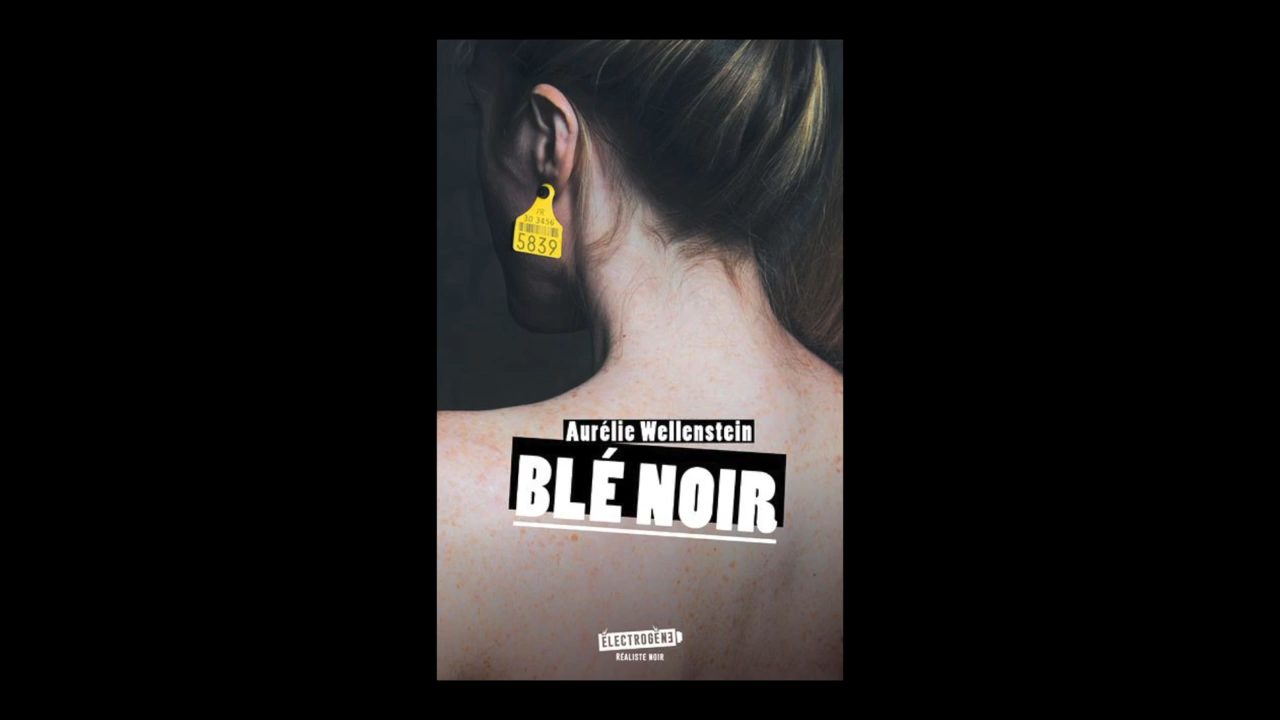 FR
30 3456
5839
Aurélie Wellenstein
BLÉ NOIR
ÉLECTROGÈNE
RÉALISTE NOIR